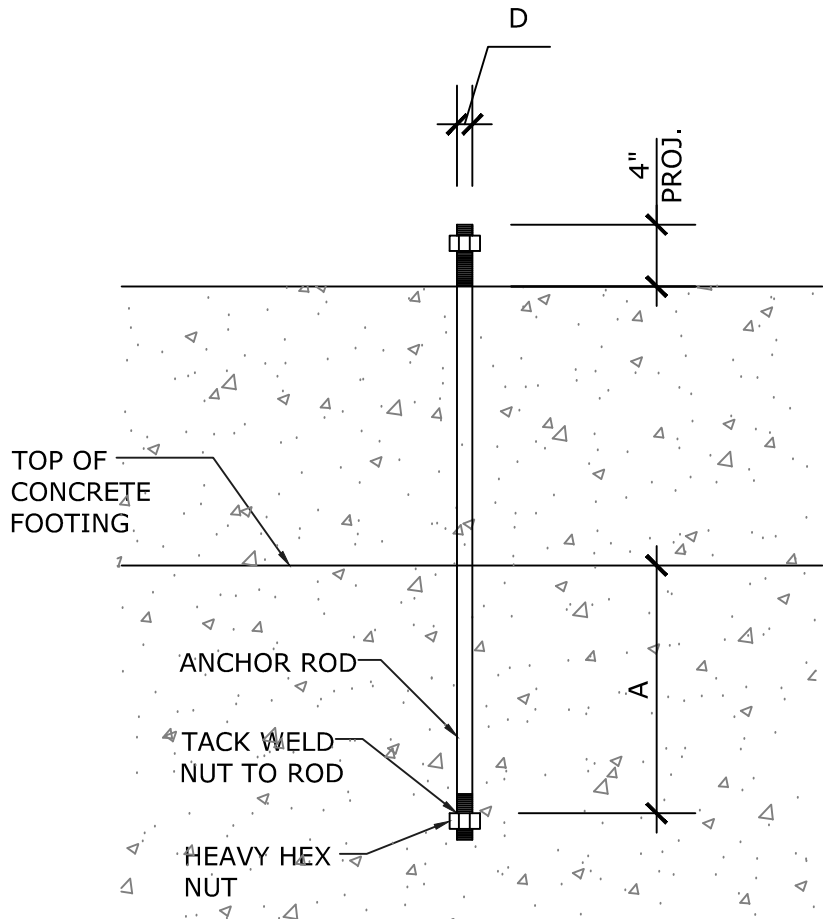 D
4"
PROJ.
TOP OF
CONCRETE
FOOTING
ANCHOR ROD
A
TACK WELD
NUT TO ROD
HEAVY HEX
NUT